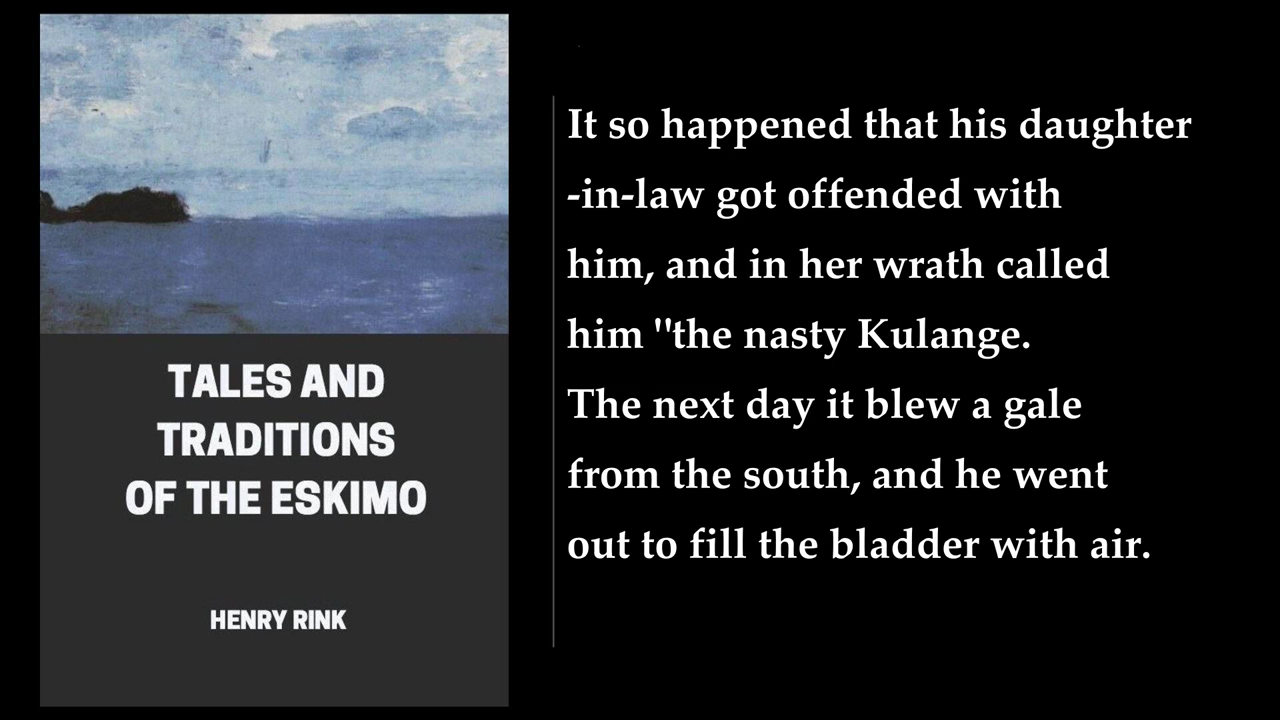 TALES AND
TRADITIONS
OF THE ESKIMO
HENRY RINK
It so happened that his daughter
-in-law got offended with
him, and in her wrath called
him "the nasty Kulange.
The next day it blew a gale
from the south, and he went
out to fill the bladder with air.